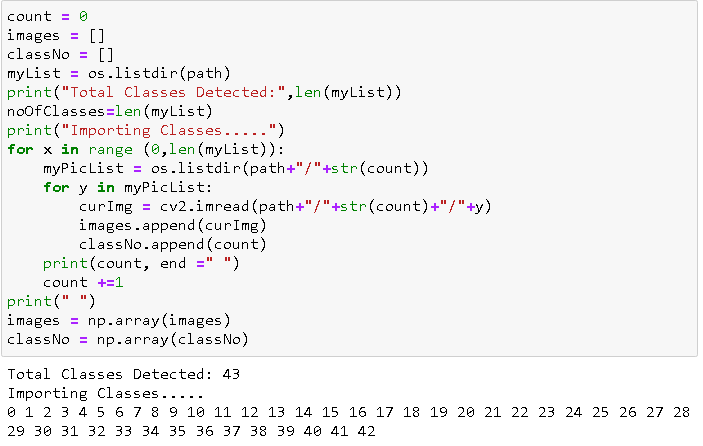 count = 0
images = []
classNo = []
myList = os.listdir(path)
print("Total Classes Detected:",len(myList))
noOfClasses=len(myList)
print("Importing Classes.....")
for x in range (0,len(myList)):
    myPicList = os.listdir(path+"/"+str(count))
    for y in myPicList:
        curImg = cv2.imread(path+"/"+str(count)+"/"+y)
        images.append(curImg)
        classNo.append(count)
    print(count, end =" ")
    count +=1
print(" ")
images = np.array(images)
classNo = np.array(classNo)
Total Classes Detected: 43
Importing Classes.....
0 1 2 3 4 5 6 7 8 9 10 11 12 13 14 15 16 17 18 19 20 21 22 23 24 25 26 27 28
29 30 31 32 33 34 35 36 37 38 39 40 41 42